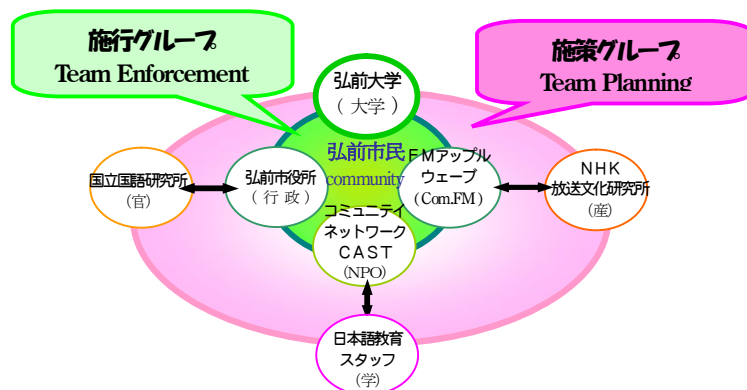 施行グループ
Team Enforcement
施策グループ
Team Planning
弘前大学
(大学)
弘前市民
community
FMアップル
ウェーブ
(Com.FM)
国立国語研究所
(官)
弘前市役所
(行政)
NHK
放送文化研究所
(産)
コミュニテイ
ネットワーク
CAST
(NPO)
日本語教育
スタッフ
(学)